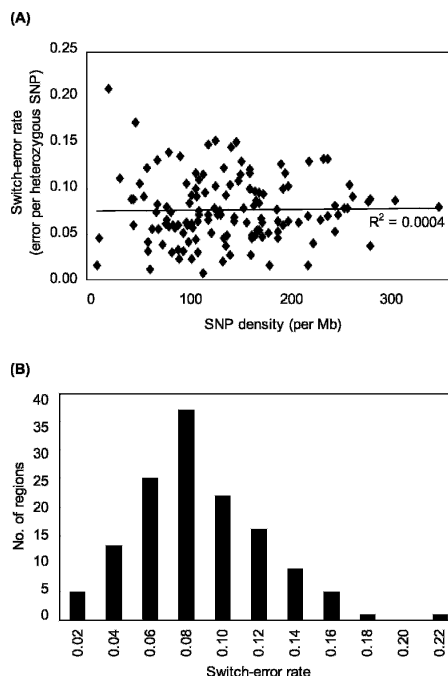 (A)
Switch-error rate
(error per heterozygous SNP)
0.25
0.20
0.15
0.10
0.05
0.00
R² = 0.0004
0 100 200 300
SNP density (per Mb)
(B)
No. of regions
40
35
30
25
20
15
10
5
0
0.02 0.04 0.06 0.08 0.10 0.12 0.14 0.16 0.18 0.20 0.22
Switch-error rate